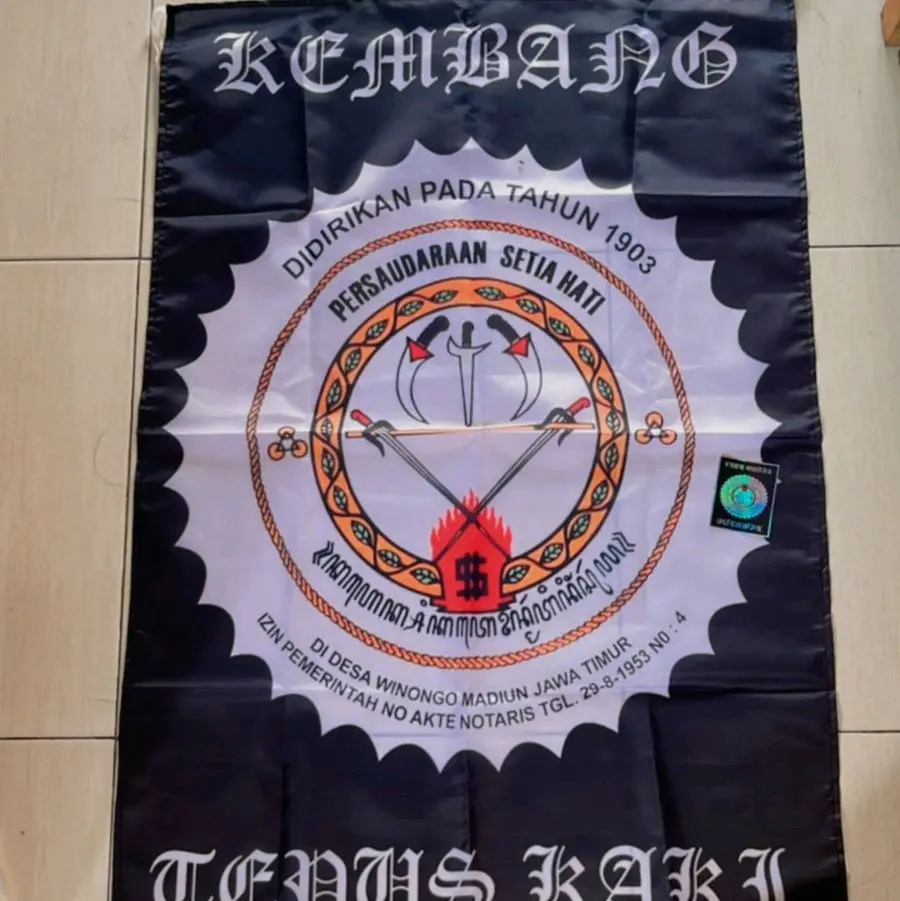 KEMBANG
DIDIRIKAN PADA TAHUN 1903
PERSAUDARAAN SETIA HATI
DI DESA WINONGO MADIUN JAWA TIMUR
IZIN PEMERINTAH NO AKTE NOTARIS TGL. 29-8-1953 NO : 4
TEPUS KAKI